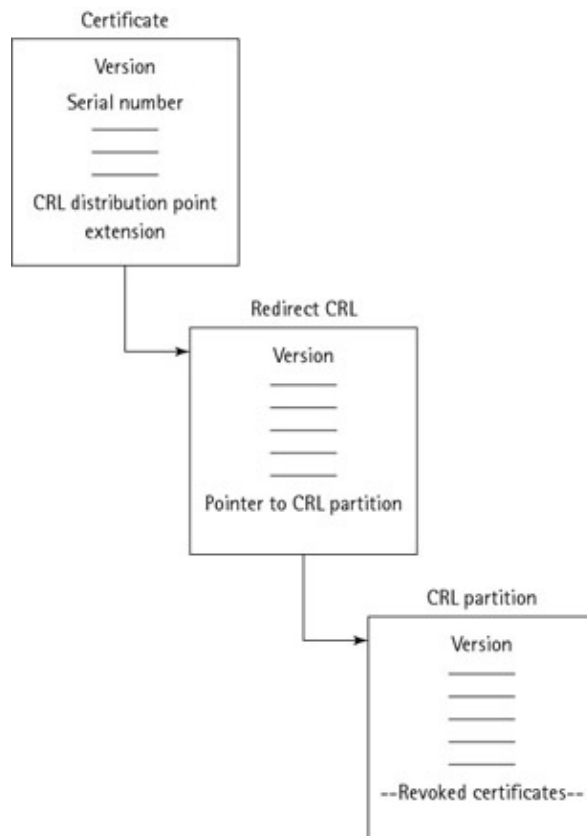 Certificate
Version
Serial number
CRL distribution point
extension
Redirect CRL
Version
Pointer to CRL partition
CRL partition
Version
--Revoked certificates--